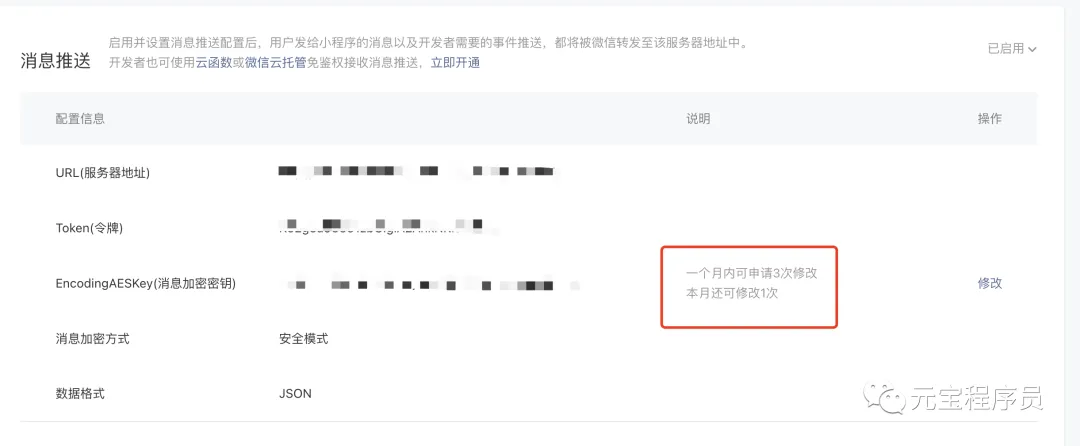 消息推送
启用并设置消息推送配置后，用户发给小程序的消息以及开发者需要的事件推送，都将被微信转发至该服务器地址中。
开发者也可使用云函数或微信云托管免鉴权接收消息推送，立即开通
已启用
配置信息 说明 操作
URL(服务器地址)
Token(令牌)
EncodingAESKey(消息加密密钥)
一个月内可申请3次修改
本月还可修改1次
修改
消息加密方式 安全模式
数据格式 JSON
元宝程序员